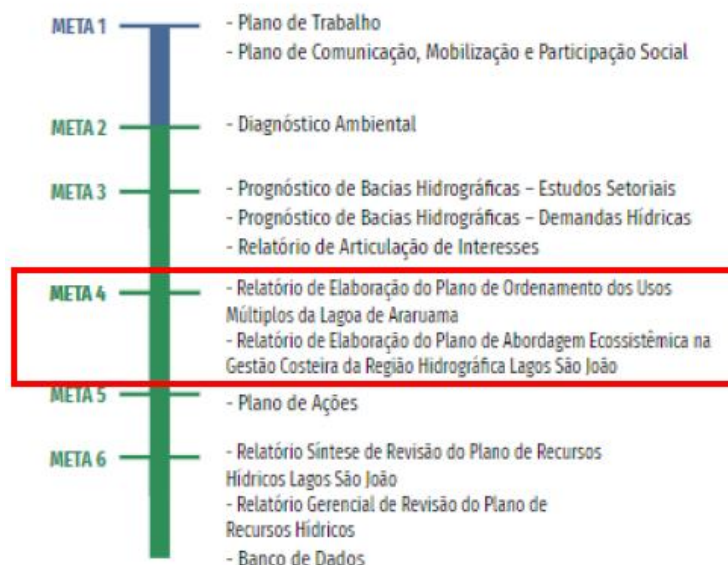 META 1
- Plano de Trabalho
- Plano de Comunicação, Mobilização e Participação Social
META 2
- Diagnóstico Ambiental
META 3
- Prognóstico de Bacias Hidrográficas – Estudos Setoriais
- Prognóstico de Bacias Hidrográficas – Demandas Hídricas
- Relatório de Articulação de Interesses
META 4
- Relatório de Elaboração do Plano de Ordenamento dos Usos
Múltiplos da Lagoa de Araruama
- Relatório de Elaboração do Plano de Abordagem Ecossistêmica na
Gestão Costeira da Região Hidrográfica Lagos São João
META 5
- Plano de Ações
META 6
- Relatório Síntese de Revisão do Plano de Recursos
Hídricos Lagos São João
- Relatório Gerencial de Revisão do Plano de
Recursos Hídricos
- Banco de Dados